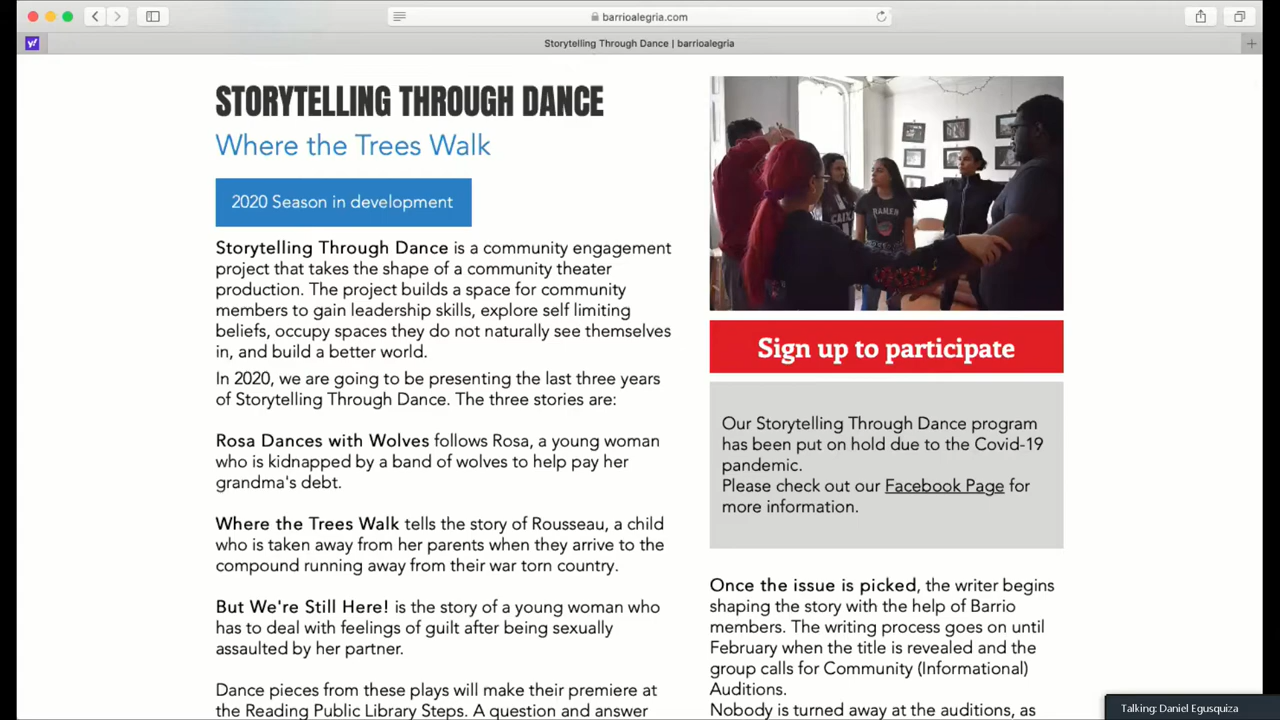 barrioalegria.com
Storytelling Through Dance | barrioalegria
STORYTELLING THROUGH DANCE
Where the Trees Walk
2020 Season in development
Storytelling Through Dance is a community engagement
project that takes the shape of a community theater
production. The project builds a space for community
members to gain leadership skills, explore self limiting
beliefs, occupy spaces they do not naturally see themselves
in, and build a better world.
In 2020, we are going to be presenting the last three years
of Storytelling Through Dance. The three stories are:
Rosa Dances with Wolves follows Rosa, a young woman
who is kidnapped by a band of wolves to help pay her
grandma's debt.
Where the Trees Walk tells the story of Rousseau, a child
who is taken away from her parents when they arrive to the
compound running away from their war torn country.
But We're Still Here! is the story of a young woman who
has to deal with feelings of guilt after being sexually
assaulted by her partner.
Dance pieces from these plays will make their premiere at
the Reading Public Library Steps. A question and answer
Sign up to participate
Our Storytelling Through Dance program
has been put on hold due to the Covid-19
pandemic.
Please check out our Facebook Page for
more information.
Once the issue is picked, the writer begins
shaping the story with the help of Barrio
members. The writing process goes on until
February when the title is revealed and the
group calls for Community (Informational)
Auditions.
Nobody is turned away at the auditions, as
Talking: Daniel Egusquiza